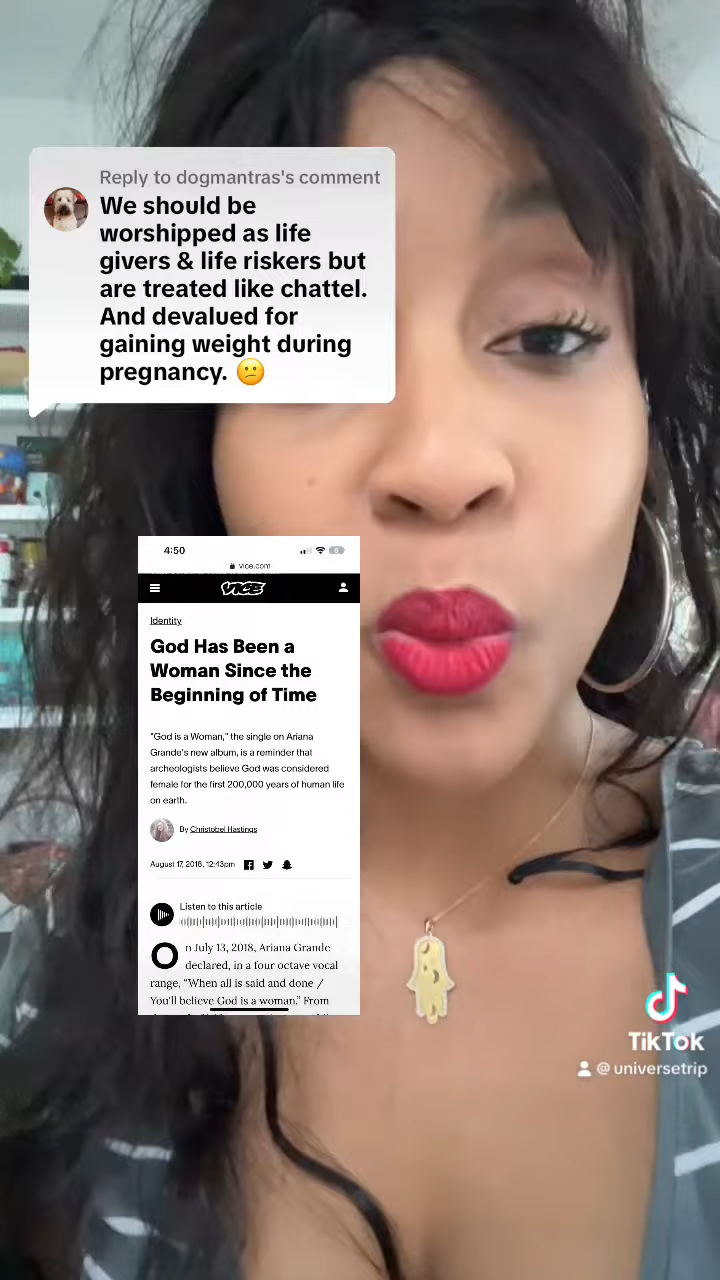 Reply to dogmantras's comment
We should be
worshipped as life
givers & life riskers but
are treated like chattel.
And devalued for
gaining weight during
pregnancy. 😕
4:50
vice.com
VICE
Identity
God Has Been a
Woman Since the
Beginning of Time
"God is a Woman," the single on Ariana
Grande's new album, is a reminder that
archeologists believe God was considered
female for the first 200,000 years of human life
on earth.
By Christobel Hastings
August 17, 2018, 12:43pm
Listen to this article
On July 13, 2018, Ariana Grande
declared, in a four octave vocal
range, "When all is said and done /
You'll believe God is a woman." From
TikTok
@universetrip